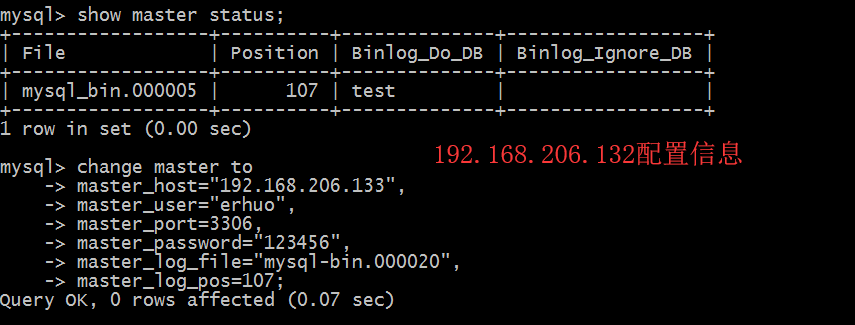 mysql> show master status;
+------------------+----------+--------------+------------------+
| File             | Position | Binlog_Do_DB | Binlog_Ignore_DB |
+------------------+----------+--------------+------------------+
| mysql_bin.000005 |      107 | test         |                  |
+------------------+----------+--------------+------------------+
1 row in set (0.00 sec)
192.168.206.132配置信息
mysql> change master to
    -> master_host="192.168.206.133",
    -> master_user="erhuo",
    -> master_port=3306,
    -> master_password="123456",
    -> master_log_file="mysql-bin.000020",
    -> master_log_pos=107;
Query OK, 0 rows affected (0.07 sec)